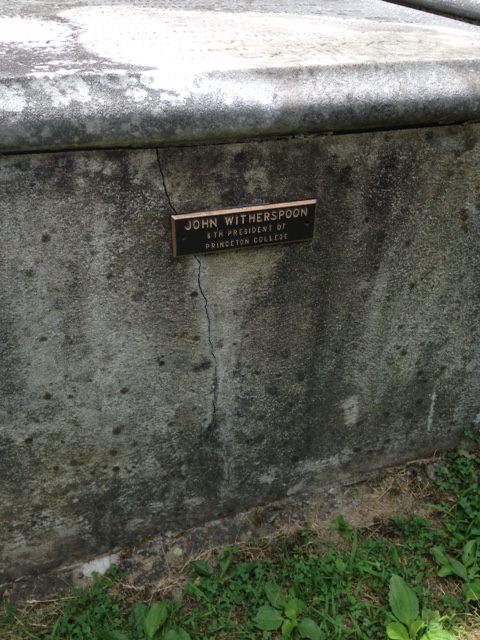 JOHN WITHERSPOON
6TH PRESIDENT OF
PRINCETON COLLEGE